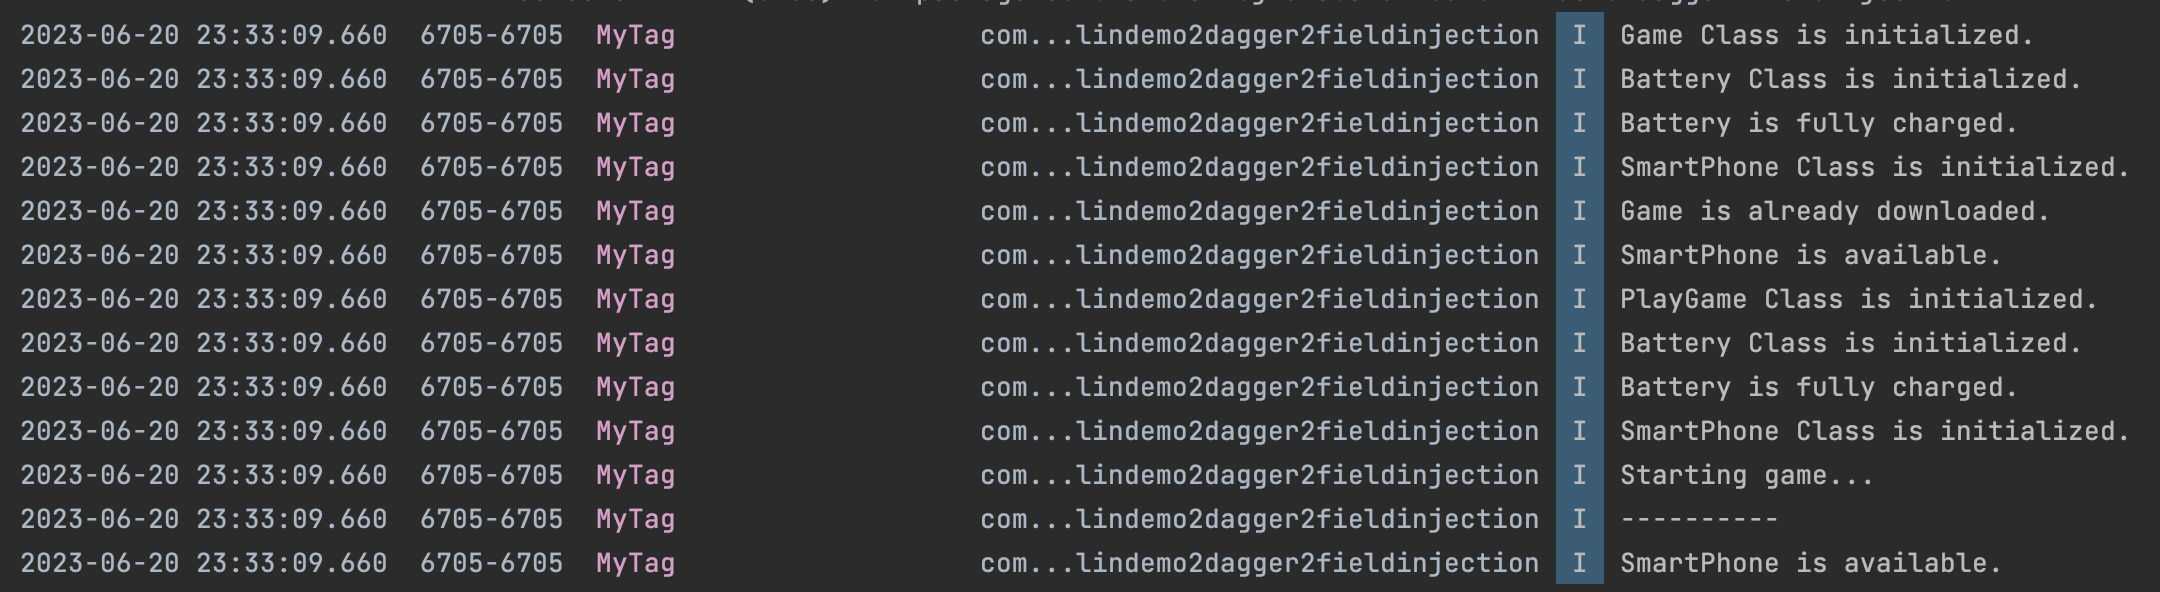 2023-06-20 23:33:09.660 6705-6705 MyTag com...lindemo2dagger2fieldinjection I Game Class is initialized.
2023-06-20 23:33:09.660 6705-6705 MyTag com...lindemo2dagger2fieldinjection I Battery Class is initialized.
2023-06-20 23:33:09.660 6705-6705 MyTag com...lindemo2dagger2fieldinjection I Battery is fully charged.
2023-06-20 23:33:09.660 6705-6705 MyTag com...lindemo2dagger2fieldinjection I SmartPhone Class is initialized.
2023-06-20 23:33:09.660 6705-6705 MyTag com...lindemo2dagger2fieldinjection I Game is already downloaded.
2023-06-20 23:33:09.660 6705-6705 MyTag com...lindemo2dagger2fieldinjection I SmartPhone is available.
2023-06-20 23:33:09.660 6705-6705 MyTag com...lindemo2dagger2fieldinjection I PlayGame Class is initialized.
2023-06-20 23:33:09.660 6705-6705 MyTag com...lindemo2dagger2fieldinjection I Battery Class is initialized.
2023-06-20 23:33:09.660 6705-6705 MyTag com...lindemo2dagger2fieldinjection I Battery is fully charged.
2023-06-20 23:33:09.660 6705-6705 MyTag com...lindemo2dagger2fieldinjection I SmartPhone Class is initialized.
2023-06-20 23:33:09.660 6705-6705 MyTag com...lindemo2dagger2fieldinjection I Starting game...
2023-06-20 23:33:09.660 6705-6705 MyTag com...lindemo2dagger2fieldinjection I ----------
2023-06-20 23:33:09.660 6705-6705 MyTag com...lindemo2dagger2fieldinjection I SmartPhone is available.